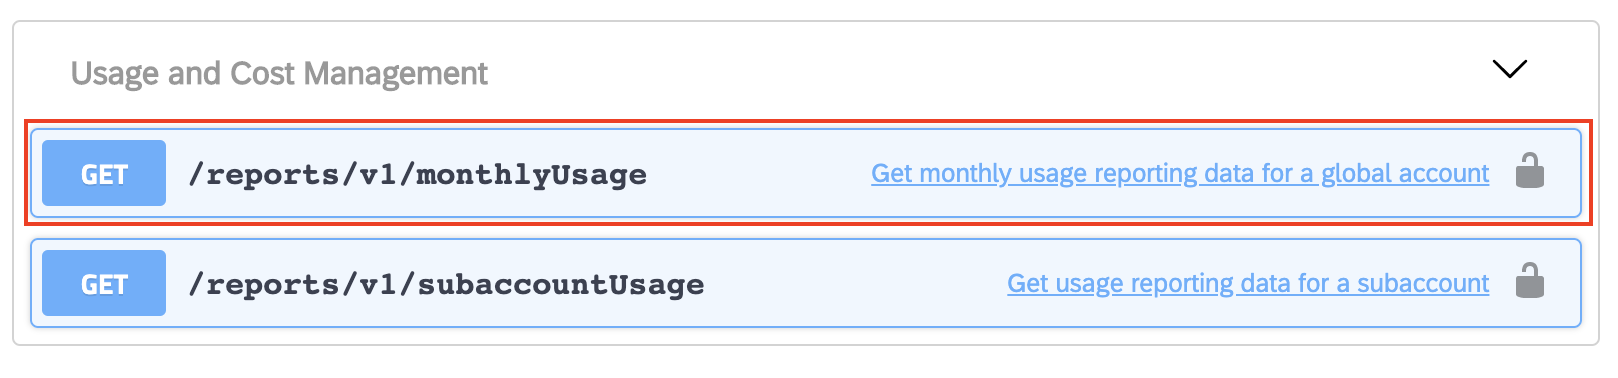 Usage and Cost Management
GET /reports/v1/monthlyUsage Get monthly usage reporting data for a global account
GET /reports/v1/subaccountUsage Get usage reporting data for a subaccount